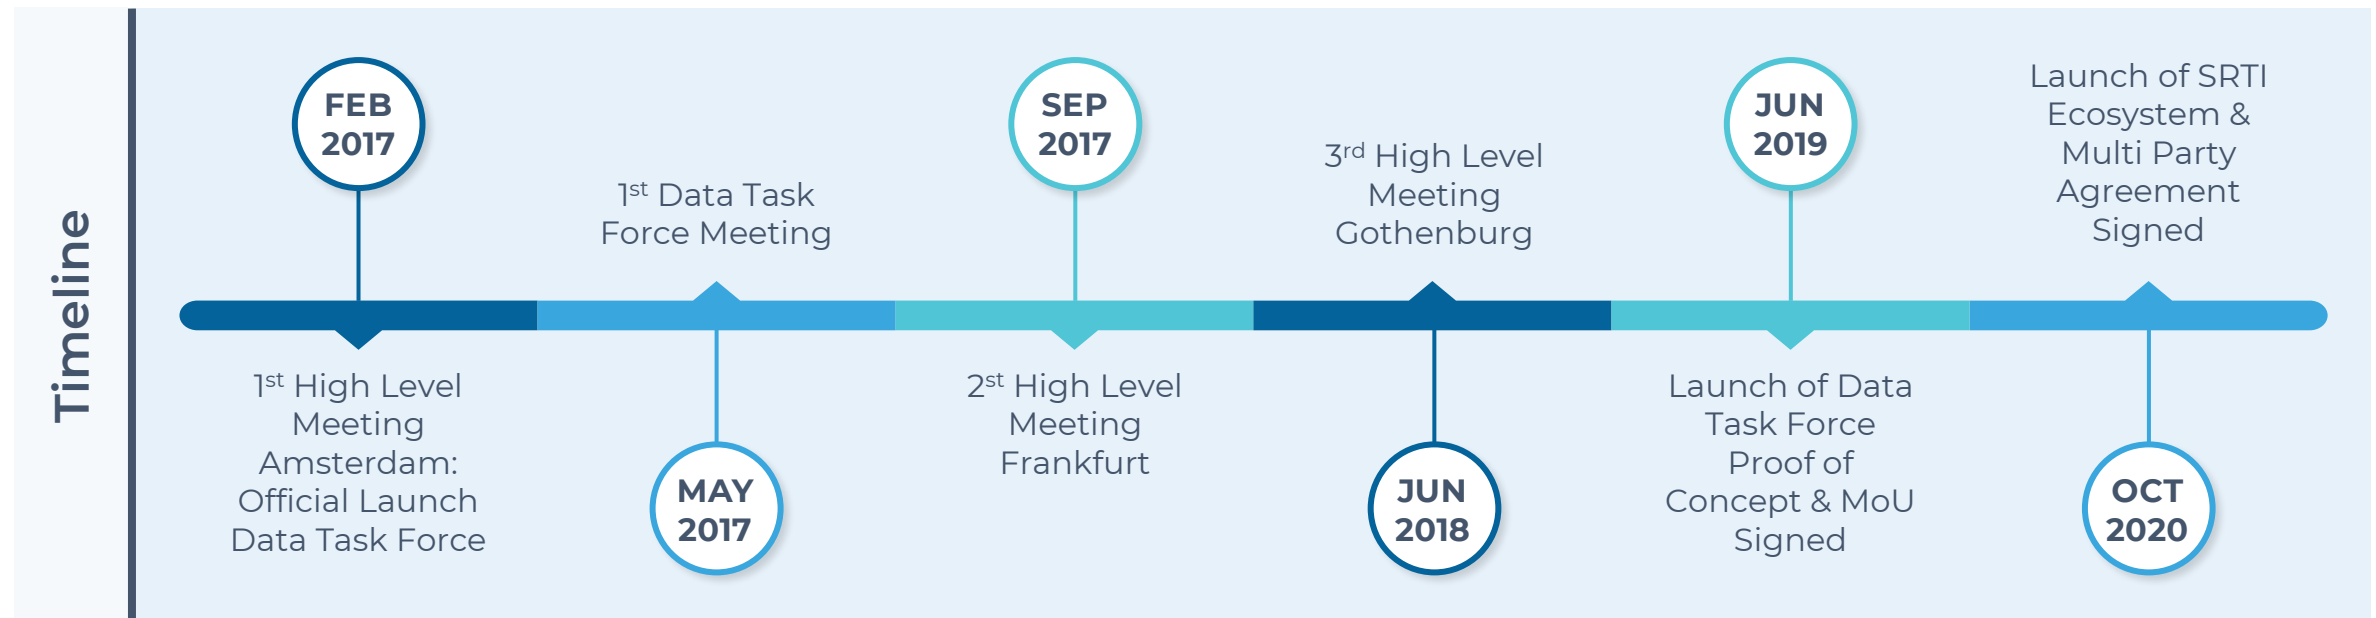 Timeline
FEB
2017
1st High Level
Meeting
Amsterdam:
Official Launch
Data Task Force
1st Data Task
Force Meeting
MAY
2017
SEP
2017
2st High Level
Meeting
Frankfurt
3rd High Level
Meeting
Gothenburg
JUN
2018
JUN
2019
Launch of Data
Task Force
Proof of
Concept & MoU
Signed
Launch of SRTI
Ecosystem &
Multi Party
Agreement
Signed
OCT
2020